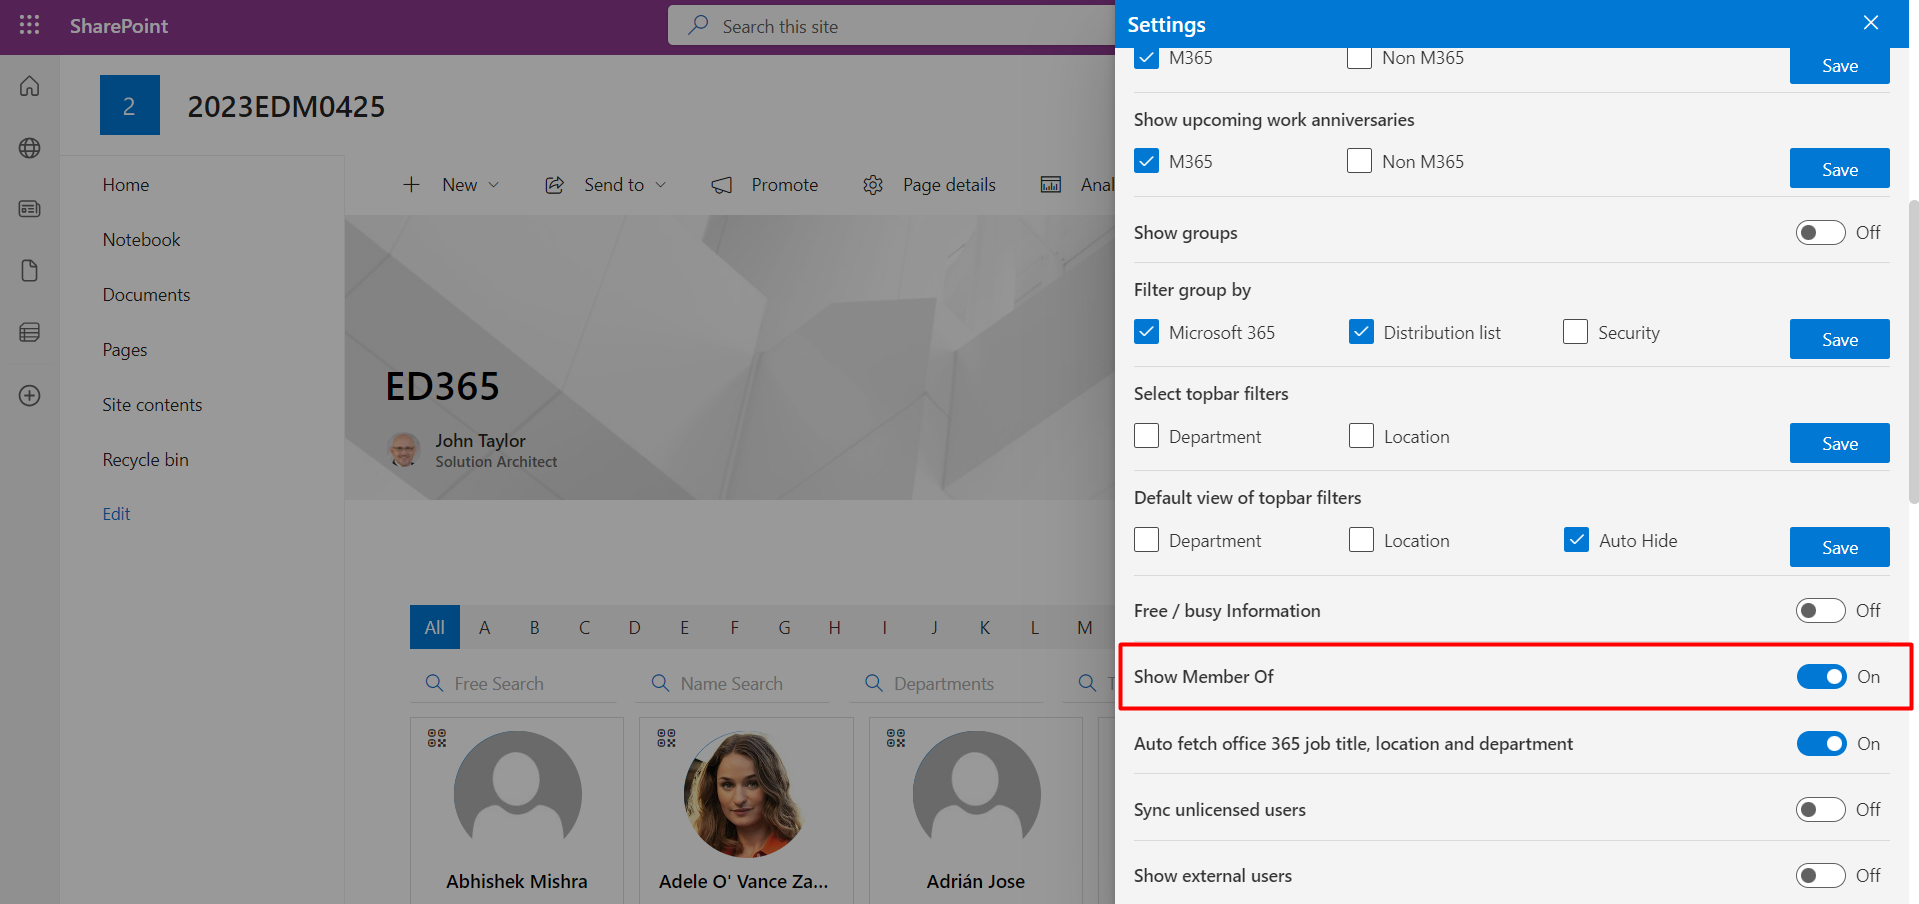 SharePoint
Search this site
2
2023EDM0425
Home
Notebook
Documents
Pages
Site contents
Recycle bin
Edit
New
Send to
Promote
Page details
ED365
John Taylor
Solution Architect
All A B C D E F G H I J K L M
Free Search
Name Search
Departments
Abhishek Mishra
Adele O' Vance Za...
Adrián Jose
Settings
M365
Non M365
Save
Show upcoming work anniversaries
M365
Non M365
Save
Show groups
Off
Filter group by
Microsoft 365
Distribution list
Security
Save
Select topbar filters
Department
Location
Save
Default view of topbar filters
Department
Location
Auto Hide
Save
Free / busy Information
Off
Show Member Of
On
Auto fetch office 365 job title, location and department
On
Sync unlicensed users
Off
Show external users
Off